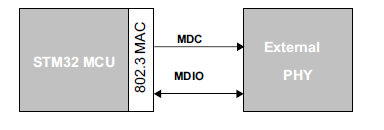 STM32 MCU
802.3 MAC
MDC
MDIO
External
PHY